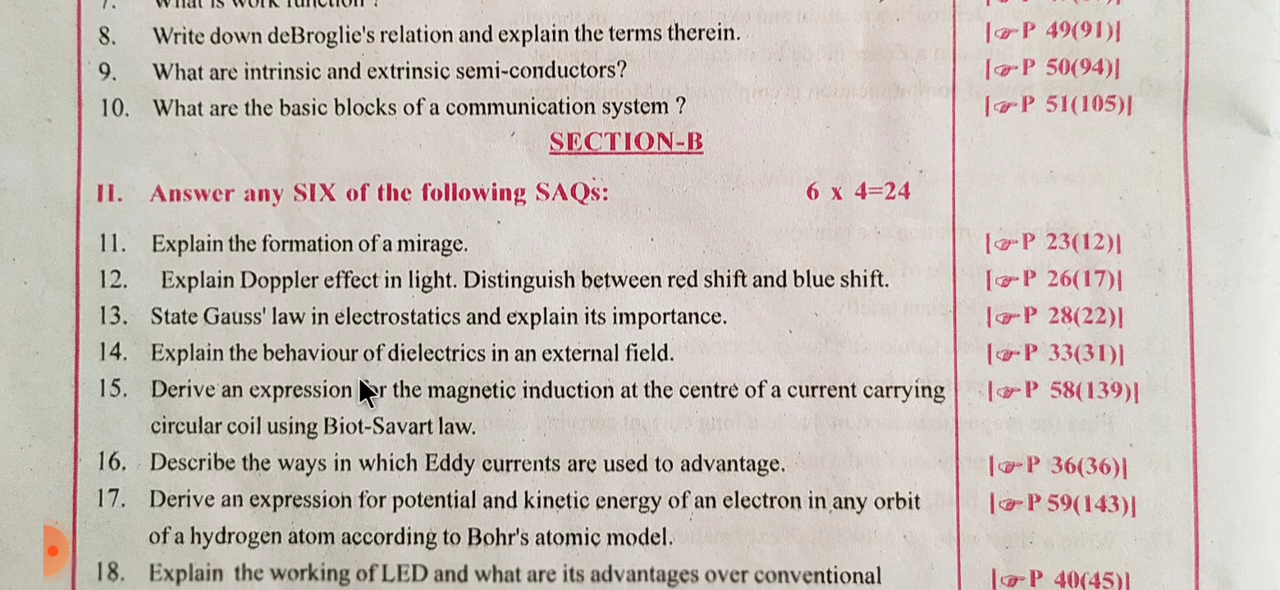 7. What is work function ?
8. Write down deBroglie's relation and explain the terms therein. |☞P 49(91)|
9. What are intrinsic and extrinsic semi-conductors? |☞P 50(94)|
10. What are the basic blocks of a communication system ? |☞P 51(105)|
SECTION-B
II. Answer any SIX of the following SAQs: 6 x 4=24
11. Explain the formation of a mirage. |☞P 23(12)|
12. Explain Doppler effect in light. Distinguish between red shift and blue shift. |☞P 26(17)|
13. State Gauss' law in electrostatics and explain its importance. |☞P 28(22)|
14. Explain the behaviour of dielectrics in an external field. |☞P 33(31)|
15. Derive an expression for the magnetic induction at the centre of a current carrying |☞P 58(139)|
circular coil using Biot-Savart law.
16. Describe the ways in which Eddy currents are used to advantage. |☞P 36(36)|
17. Derive an expression for potential and kinetic energy of an electron in any orbit |☞P 59(143)|
of a hydrogen atom according to Bohr's atomic model.
18. Explain the working of LED and what are its advantages over conventional |☞P 40(45)|